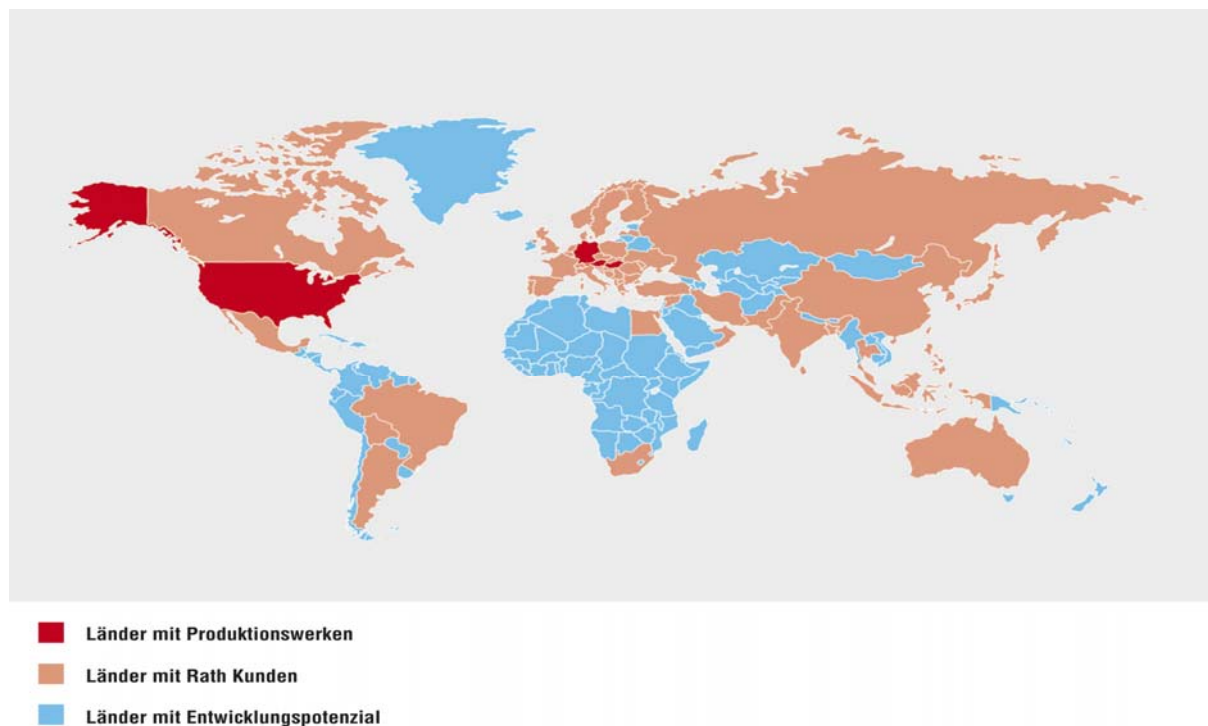 Länder mit Produktionswerken
Länder mit Rath Kunden
Länder mit Entwicklungspotenzial